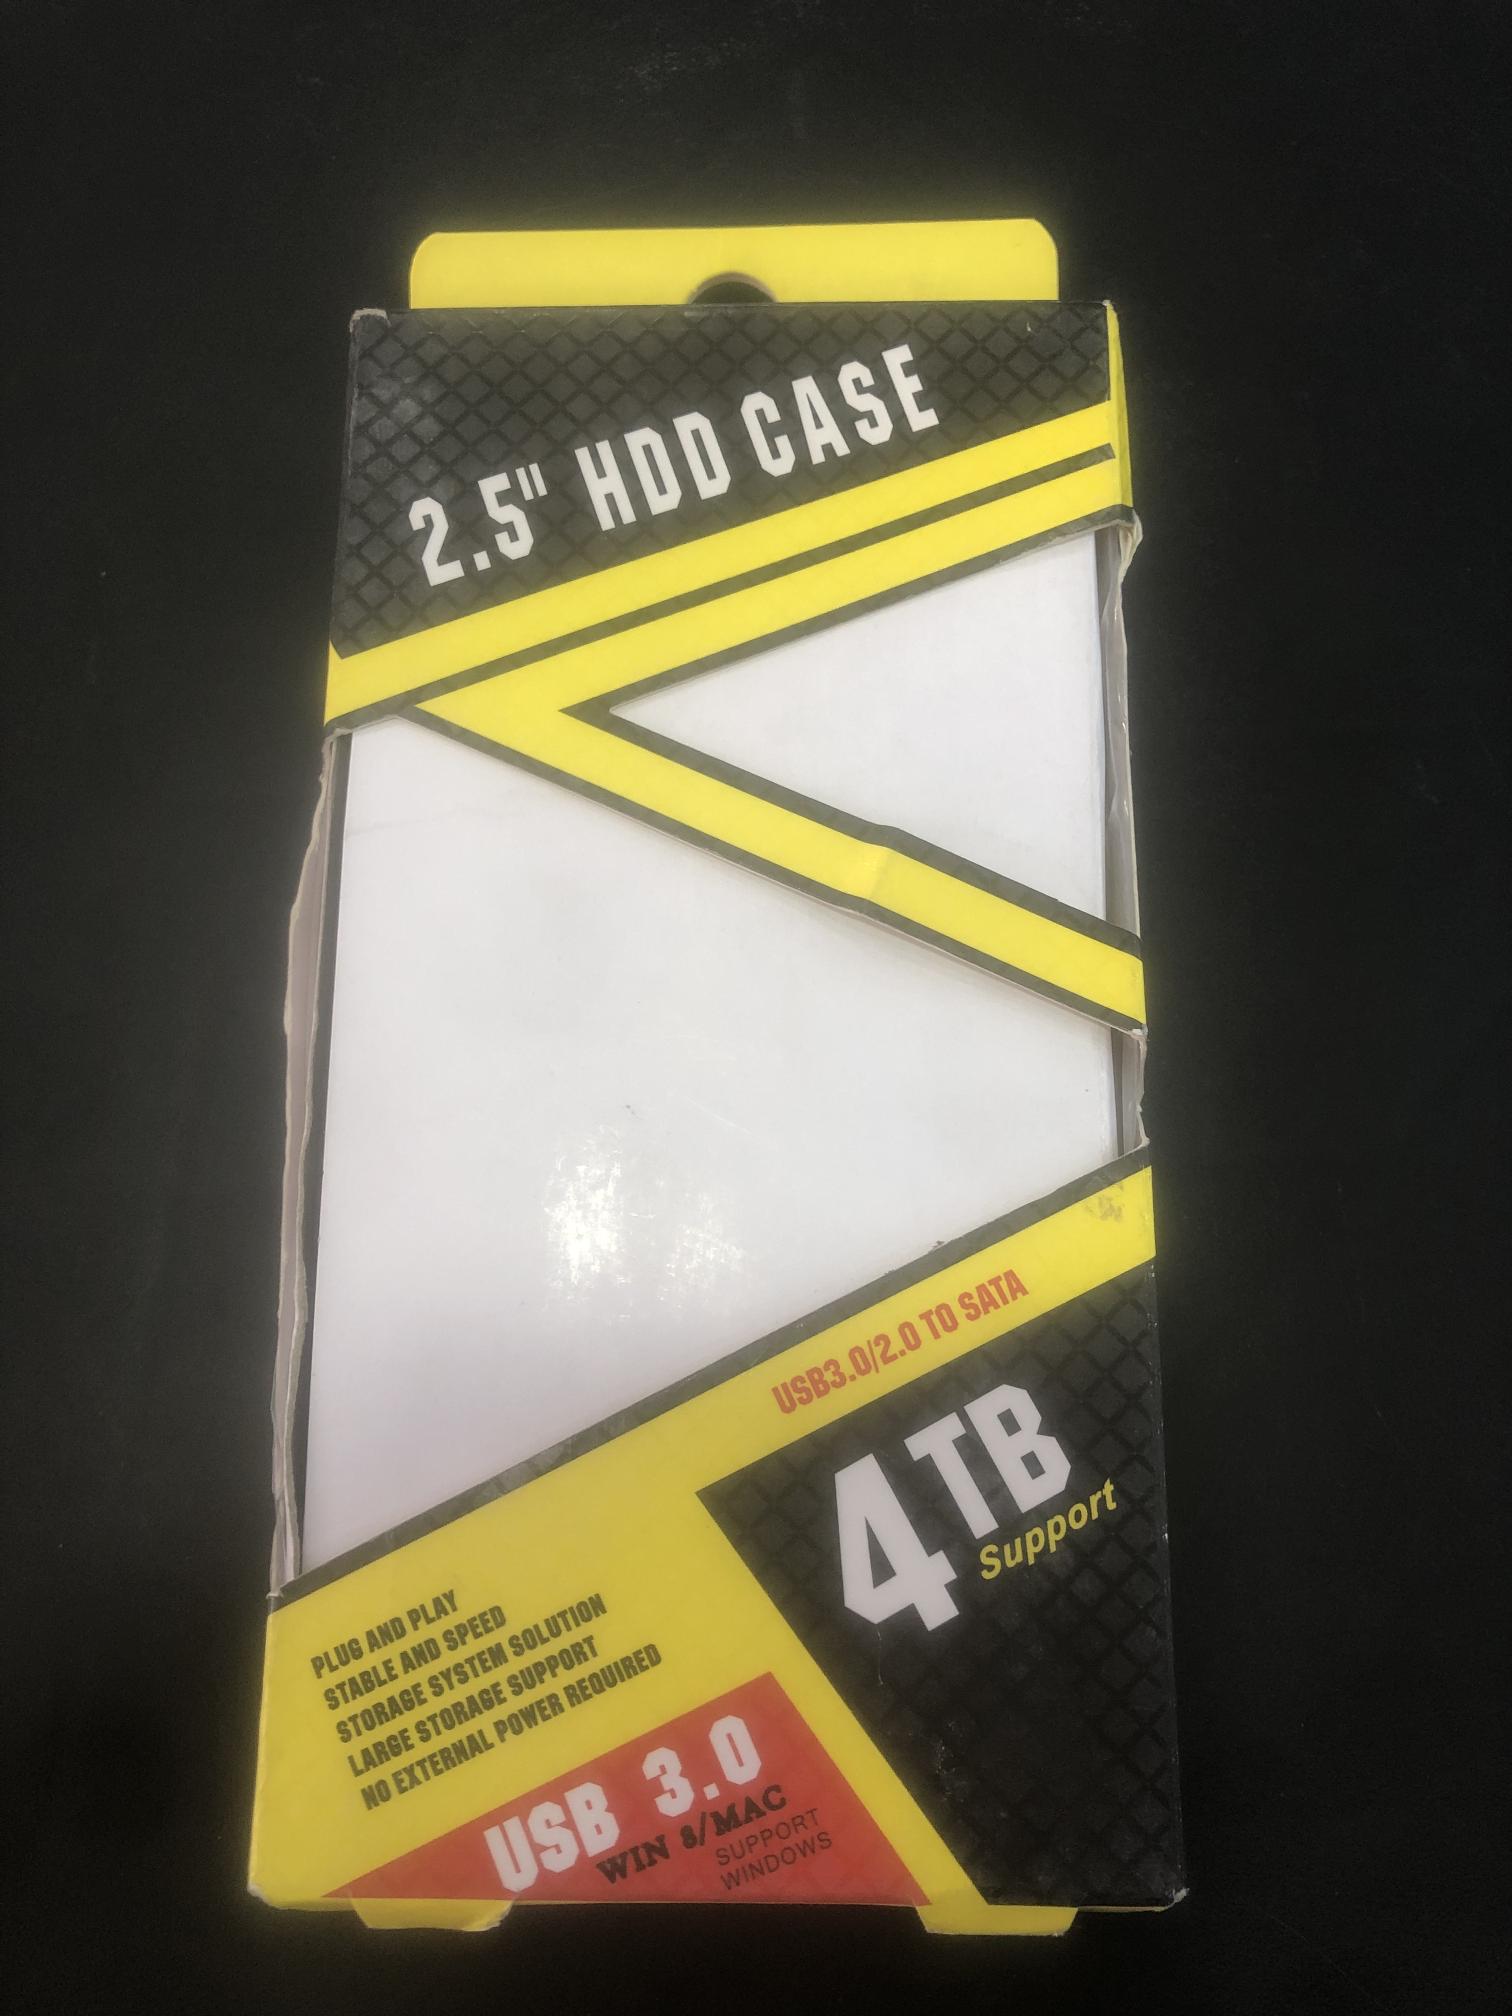 2.5" HDD CASE
USB3.0/2.0 TO SATA
4TB
Support
PLUG AND PLAY
STABLE AND SPEED
STORAGE SYSTEM SOLUTION
LARGE STORAGE SUPPORT
NO EXTERNAL POWER REQUIRED
USB 3.0
WIN 8/MAC
SUPPORT
WINDOWS